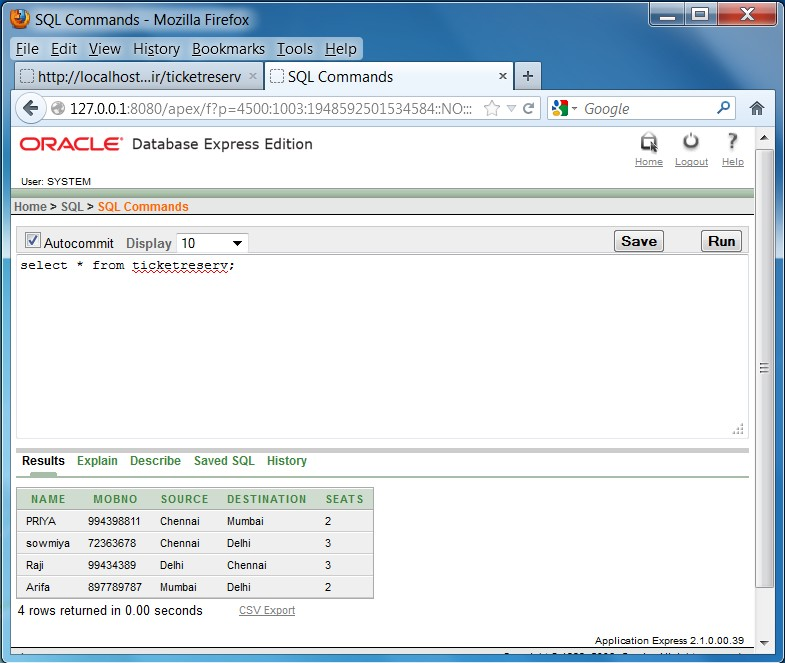 SQL Commands - Mozilla Firefox
File Edit View History Bookmarks Tools Help
http://localhost...ir/ticketreserv × SQL Commands × +
127.0.0.1:8080/apex/f?p=4500:1003:1948592501534584::NO::: Google
ORACLE Database Express Edition
Home Logout Help
User: SYSTEM
Home > SQL > SQL Commands
Autocommit Display 10 Save Run
select * from ticketreserv;
Results Explain Describe Saved SQL History
NAME MOBNO SOURCE DESTINATION SEATS
PRIYA 994398811 Chennai Mumbai 2
sowmiya 72363678 Chennai Delhi 3
Raji 99434389 Delhi Chennai 3
Arifa 897789787 Mumbai Delhi 2
4 rows returned in 0.00 seconds CSV Export
Application Express 2.1.0.00.39